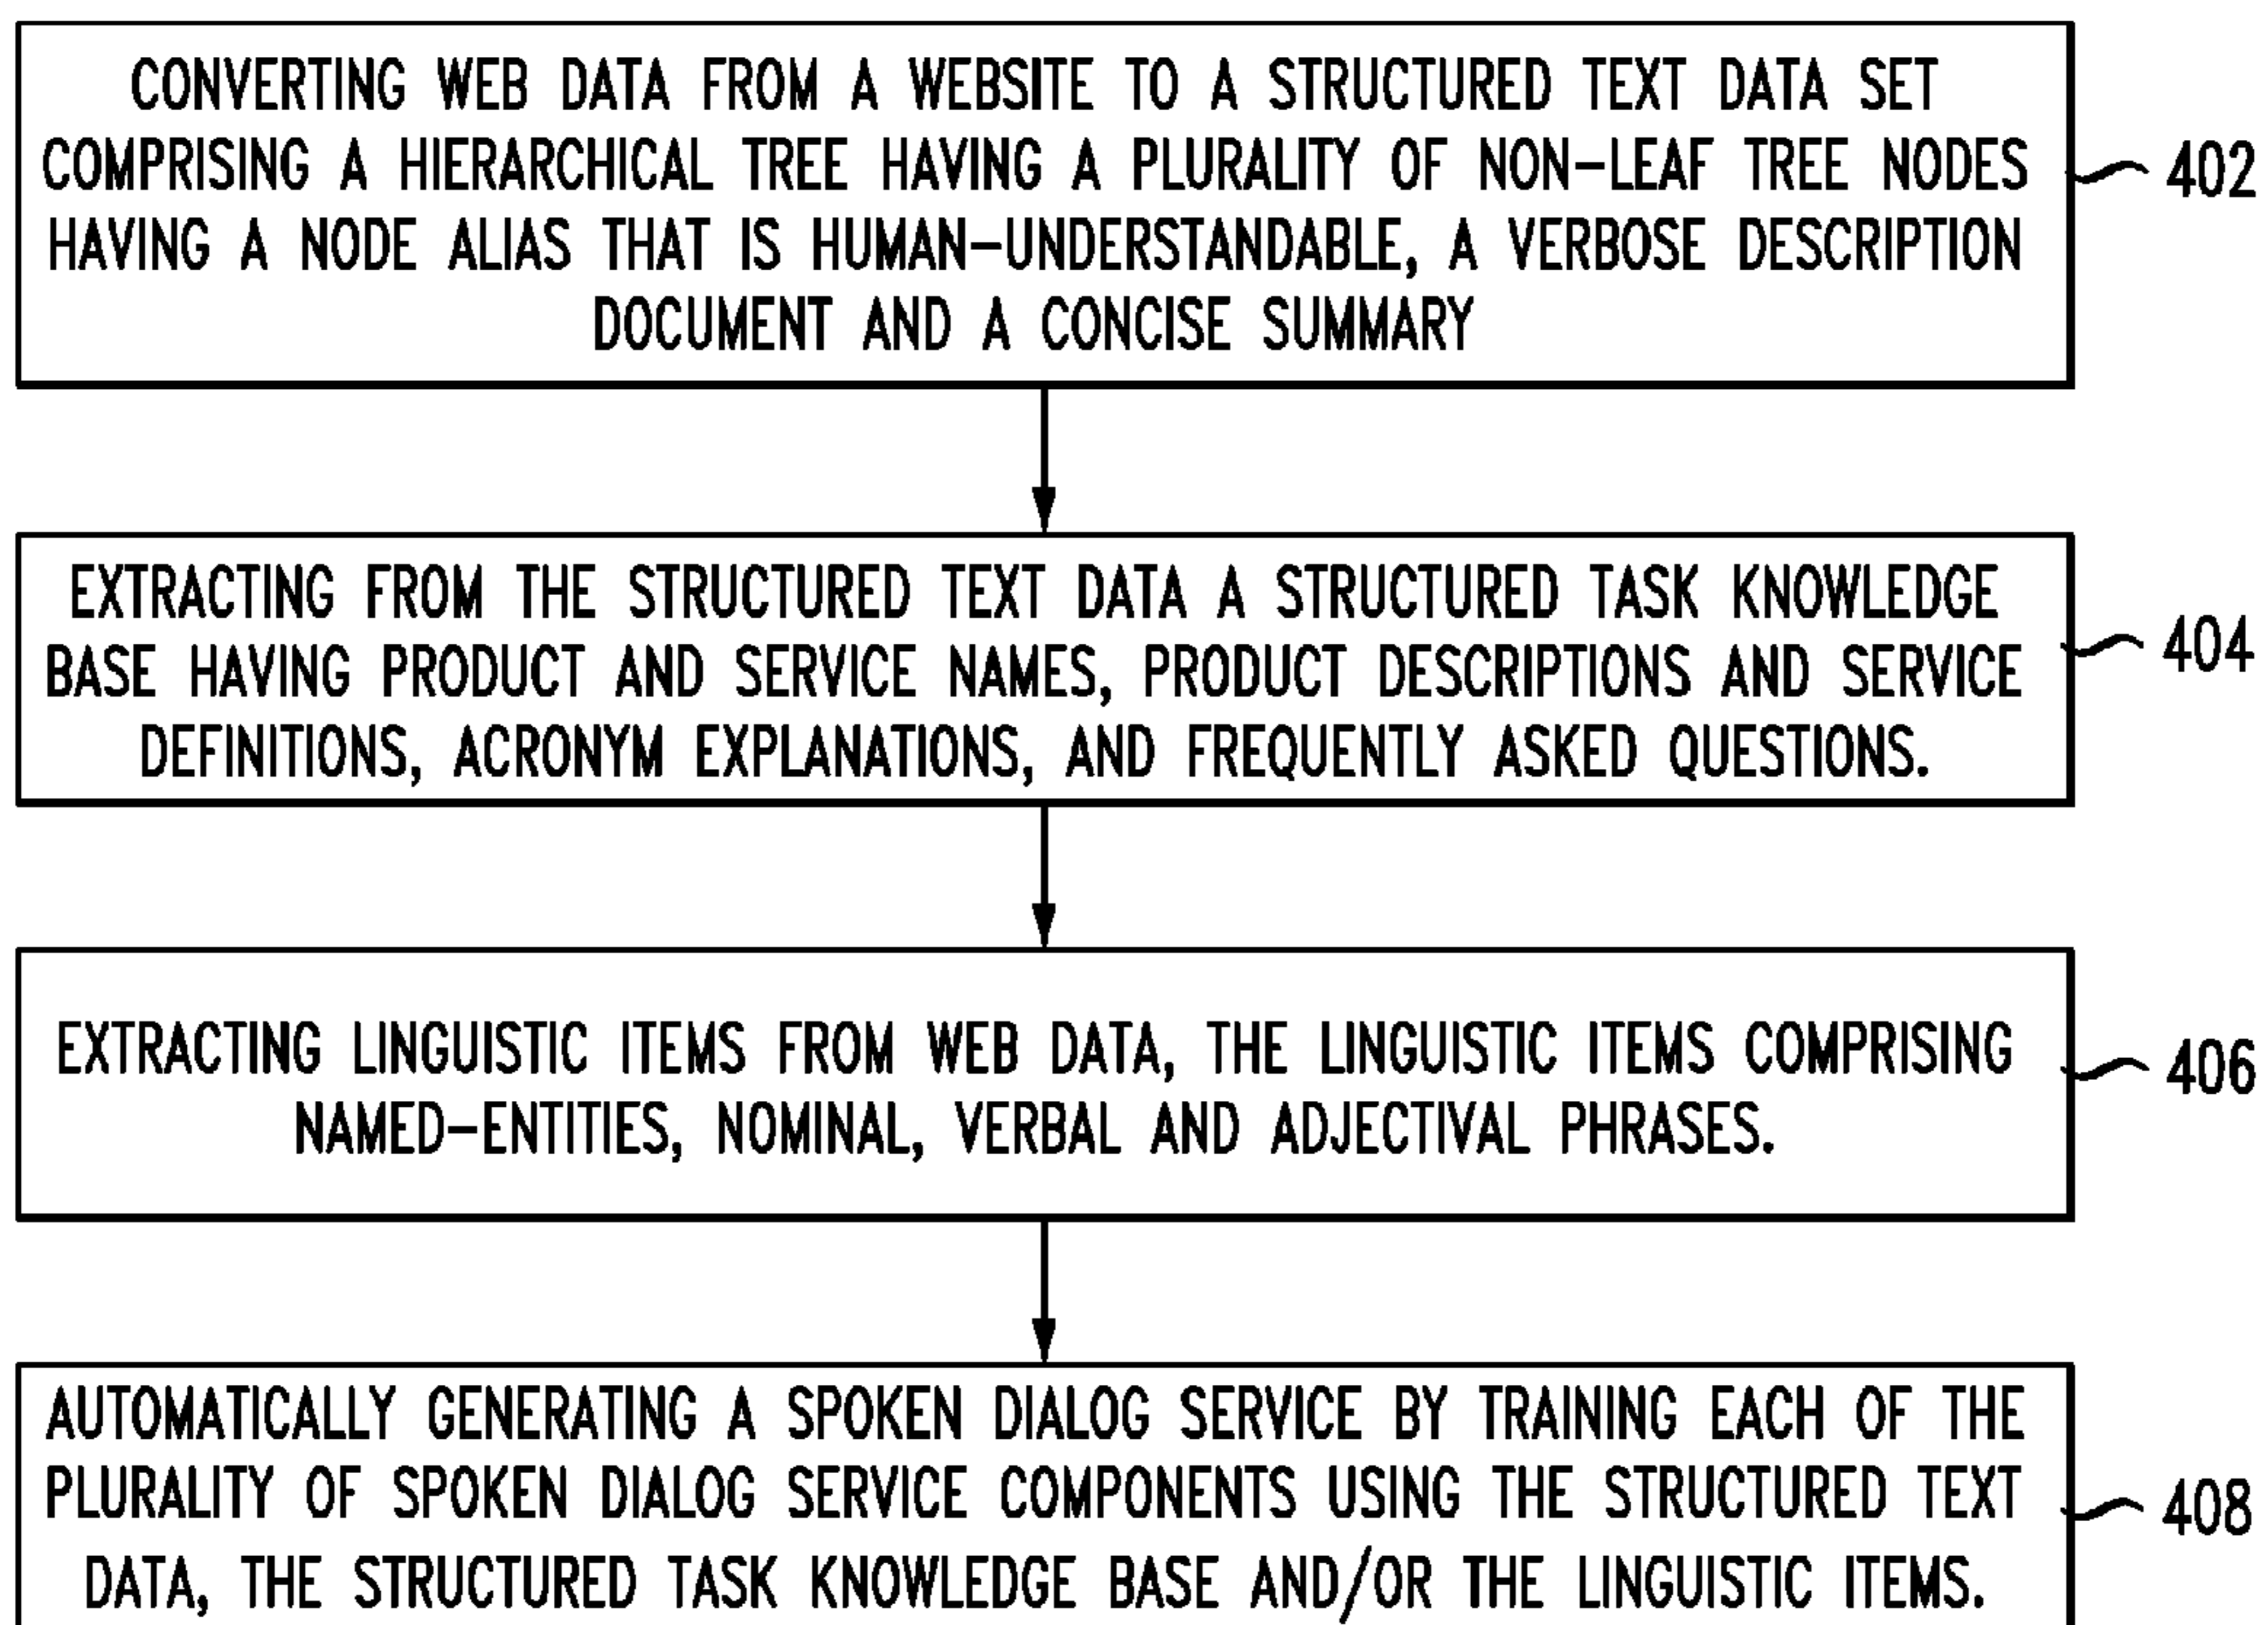 CONVERTING WEB DATA FROM A WEBSITE TO A STRUCTURED TEXT DATA SET
COMPRISING A HIERARCHICAL TREE HAVING A PLURALITY OF NON-LEAF TREE NODES
HAVING A NODE ALIAS THAT IS HUMAN-UNDERSTANDABLE, A VERBOSE DESCRIPTION
DOCUMENT AND A CONCISE SUMMARY
402
EXTRACTING FROM THE STRUCTURED TEXT DATA A STRUCTURED TASK KNOWLEDGE
BASE HAVING PRODUCT AND SERVICE NAMES, PRODUCT DESCRIPTIONS AND SERVICE
DEFINITIONS, ACRONYM EXPLANATIONS, AND FREQUENTLY ASKED QUESTIONS.
404
EXTRACTING LINGUISTIC ITEMS FROM WEB DATA, THE LINGUISTIC ITEMS COMPRISING
NAMED-ENTITIES, NOMINAL, VERBAL AND ADJECTIVAL PHRASES.
406
AUTOMATICALLY GENERATING A SPOKEN DIALOG SERVICE BY TRAINING EACH OF THE
PLURALITY OF SPOKEN DIALOG SERVICE COMPONENTS USING THE STRUCTURED TEXT
DATA, THE STRUCTURED TASK KNOWLEDGE BASE AND/OR THE LINGUISTIC ITEMS.
408